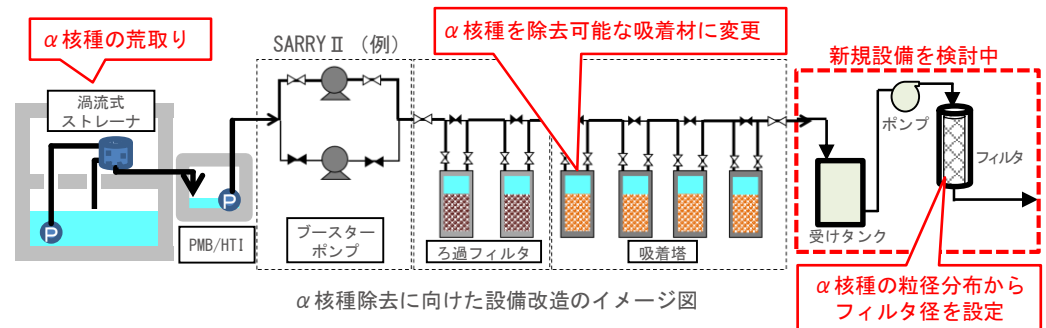 α核種の荒取り
SARRYⅡ（例）
α核種を除去可能な吸着材に変更
新規設備を検討中
渦流式
ストレーナ
ポンプ
フィルタ
P
P
PMB/HTI
ブースター
ポンプ
ろ過フィルタ
吸着塔
受けタンク
α核種除去に向けた設備改造のイメージ図
α核種の粒径分布から
フィルタ径を設定